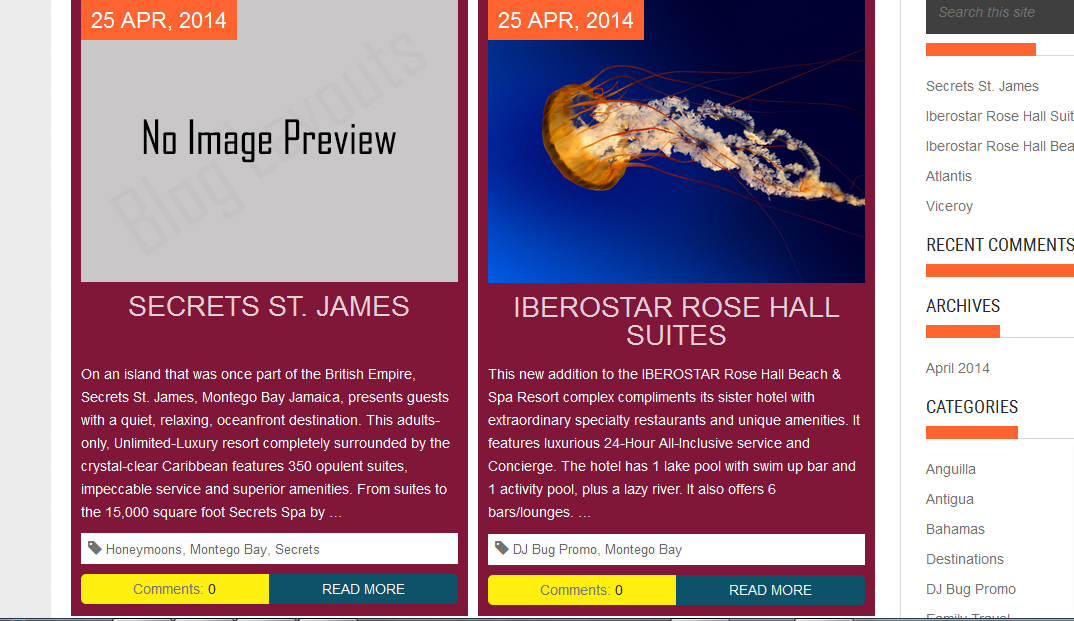 25 APR, 2014
Blog Layouts
No Image Preview
SECRETS ST. JAMES
On an island that was once part of the British Empire,
Secrets St. James, Montego Bay Jamaica, presents guests
with a quiet, relaxing, oceanfront destination. This adults-
only, Unlimited-Luxury resort completely surrounded by the
crystal-clear Caribbean features 350 opulent suites,
impeccable service and superior amenities. From suites to
the 15,000 square foot Secrets Spa by …
Honeymoons, Montego Bay, Secrets
Comments: 0
READ MORE
25 APR, 2014
IBEROSTAR ROSE HALL
SUITES
This new addition to the IBEROSTAR Rose Hall Beach &
Spa Resort complex compliments its sister hotel with
extraordinary specialty restaurants and unique amenities. It
features luxurious 24-Hour All-Inclusive service and
Concierge. The hotel has 1 lake pool with swim up bar and
1 activity pool, plus a lazy river. It also offers 6
bars/lounges. …
DJ Bug Promo, Montego Bay
Comments: 0
READ MORE
Search this site
Secrets St. James
Iberostar Rose Hall Suit
Iberostar Rose Hall Bea
Atlantis
Viceroy
RECENT COMMENTS
ARCHIVES
April 2014
CATEGORIES
Anguilla
Antigua
Bahamas
Destinations
DJ Bug Promo
Family Travel